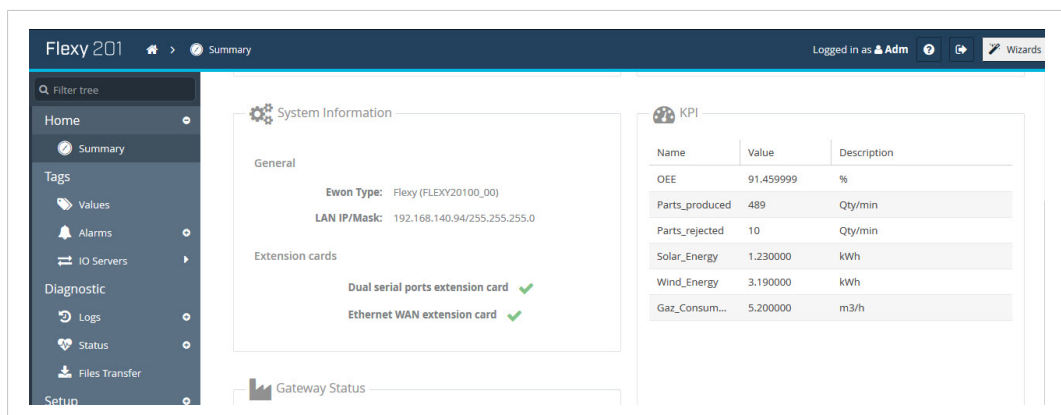 Flexy 201 > Summary Logged in as Adm Wizards
Filter tree
Home
Summary
Tags
Values
Alarms
IO Servers
Diagnostic
Logs
Status
Files Transfer
Setup
System Information
General
Ewon Type: Flexy (FLEXY20100_00)
LAN IP/Mask: 192.168.140.94/255.255.255.0
Extension cards
Dual serial ports extension card
Ethernet WAN extension card
Gateway Status
KPI
Name Value Description
OEE 91.459999 %
Parts_produced 489 Qty/min
Parts_rejected 10 Qty/min
Solar_Energy 1.230000 kWh
Wind_Energy 3.190000 kWh
Gaz_Consum... 5.200000 m3/h